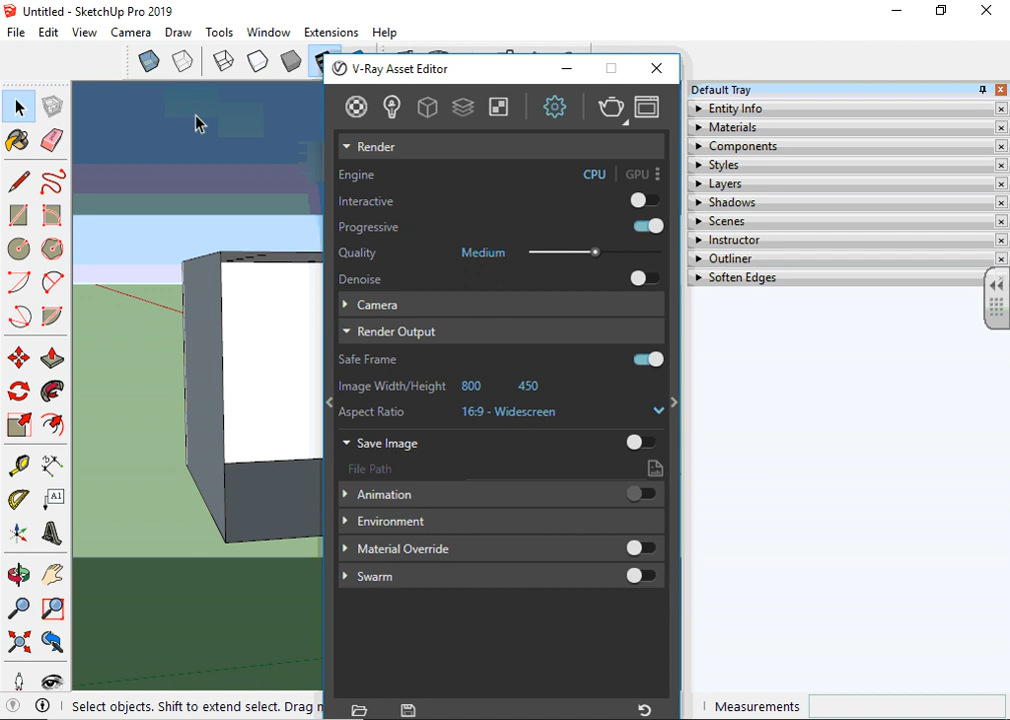 Untitled - SketchUp Pro 2019
File Edit View Camera Draw Tools Window Extensions Help
V-Ray Asset Editor
Render
Engine CPU GPU
Interactive
Progressive
Quality Medium
Denoise
Camera
Render Output
Safe Frame
Image Width/Height 800 450
Aspect Ratio 16:9 - Widescreen
Save Image
File Path
Animation
Environment
Material Override
Swarm
Default Tray
Entity Info
Materials
Components
Styles
Layers
Shadows
Scenes
Instructor
Outliner
Soften Edges
A1
Select objects. Shift to extend select. Drag
Measurements